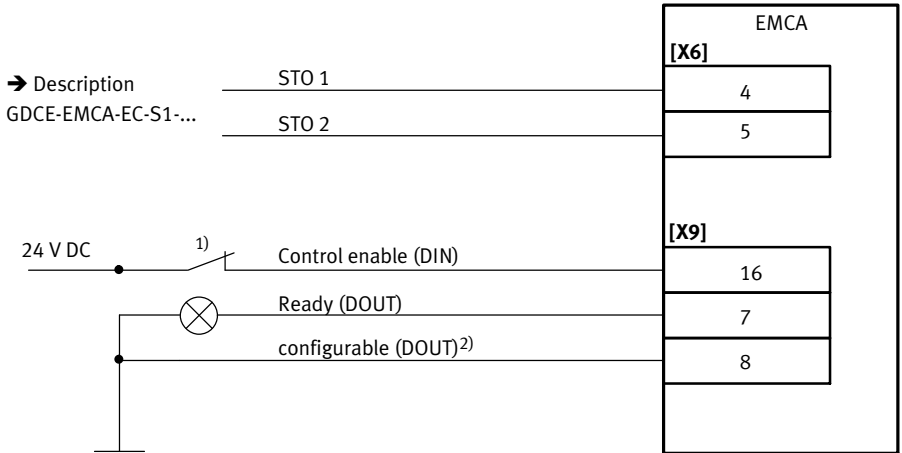 EMCA
[X6]
➔ Description
GDCE-EMCA-EC-S1-...
STO 1
4
STO 2
5
[X9]
24 V DC
1)
Control enable (DIN)
16
Ready (DOUT)
7
configurable (DOUT)2)
8